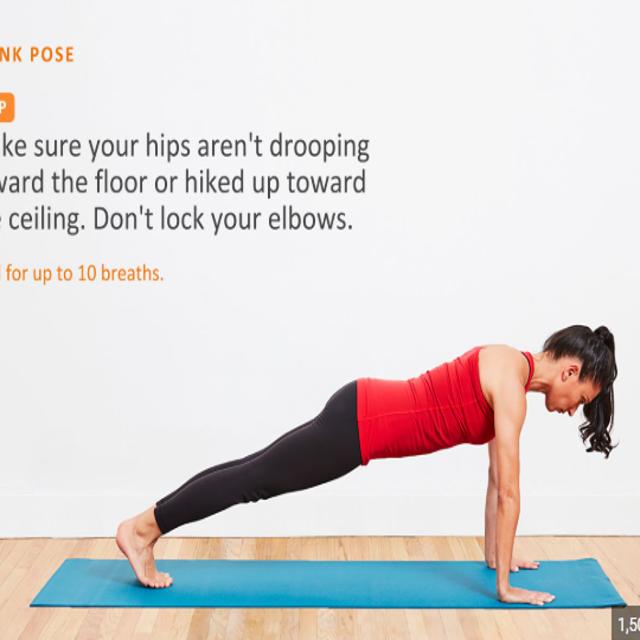 NK POSE
P
ke sure your hips aren't drooping
ward the floor or hiked up toward
e ceiling. Don't lock your elbows.
for up to 10 breaths.
1,50